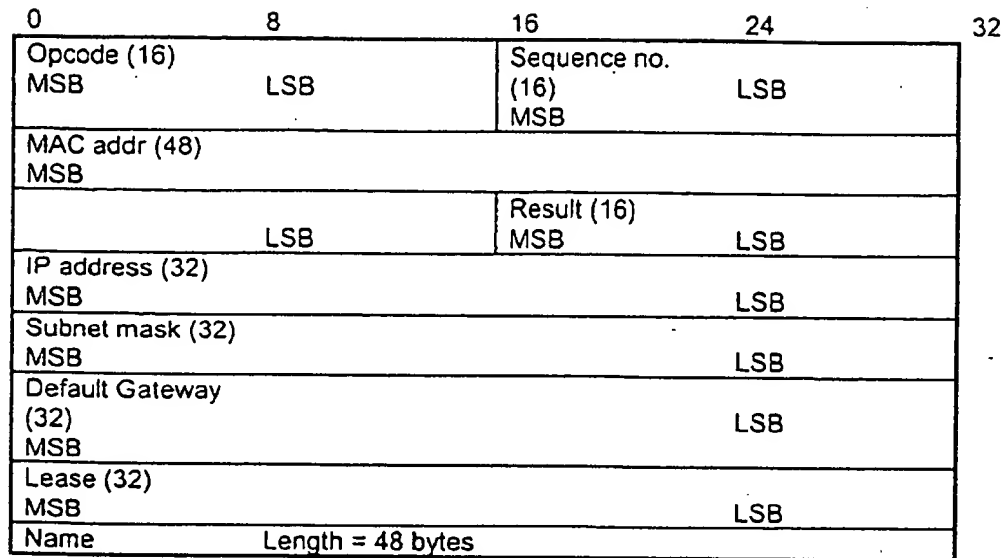 0 8 16 24 32
Opcode (16) Sequence no.
MSB LSB (16) LSB
MSB
MAC addr (48)
MSB
Result (16)
LSB MSB LSB
IP address (32)
MSB LSB
Subnet mask (32)
MSB LSB
Default Gateway
(32) LSB
MSB
Lease (32)
MSB LSB
Name Length = 48 bytes